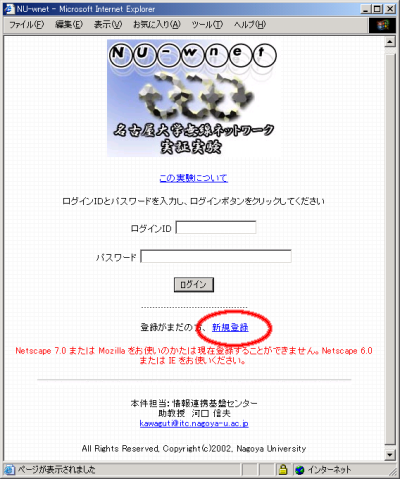 NU-wnet - Microsoft Internet Explorer
ファイル(F) 編集(E) 表示(V) お気に入り(A) ツール(T) ヘルプ(H)
NU-wnet
名古屋大学無線ネットワーク
実証実験
この実験について
ログインIDとパスワードを入力し、ログインボタンをクリックしてください
ログインID
パスワード
ログイン
登録がまだの方、新規登録
Netscape 7.0 または Mozilla をお使いのかたは現在登録することができません。Netscape 6.0
または IE をお使いください。
本件担当: 情報連携基盤センター
助教授 河口 信夫
kawagut@itc.nagoya-u.ac.jp
All Rights Reserved, Copyright(c)2002, Nagoya University
ページが表示されました インターネット